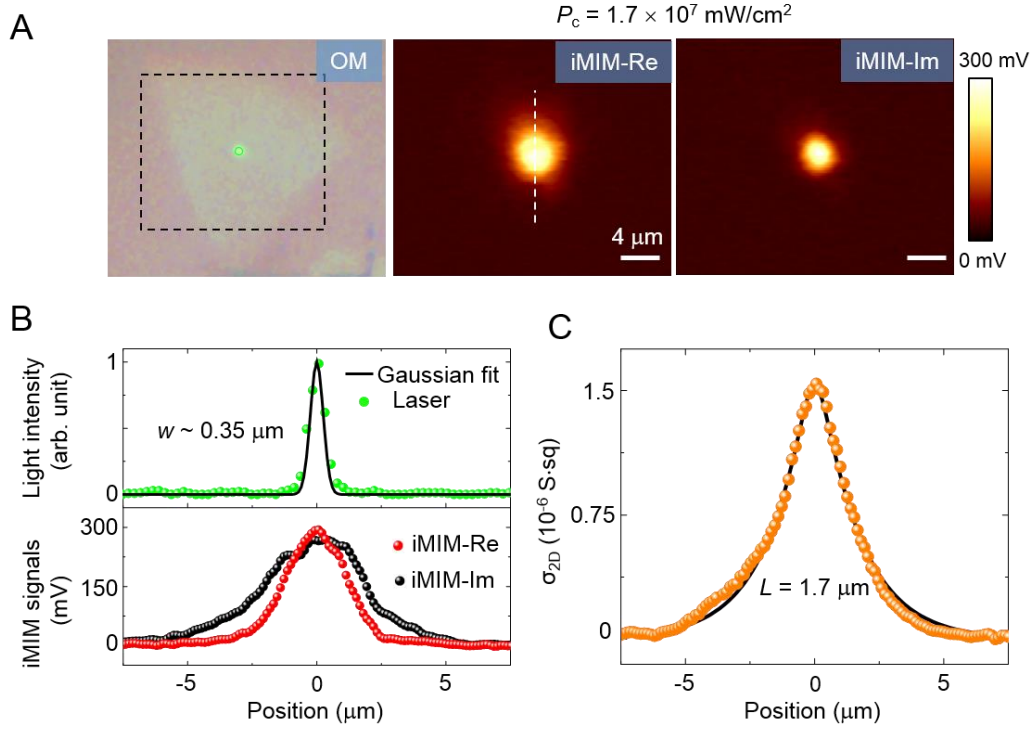 A
P_c = 1.7 × 10^7 mW/cm^2
OM
iMIM-Re
iMIM-Im
300 mV
4 μm
0 mV
B
Light intensity
(arb. unit)
1
0
Gaussian fit
Laser
w ~ 0.35 μm
iMIM signals
(mV)
300
150
0
iMIM-Re
iMIM-Im
-5
0
5
Position (μm)
C
σ_2D (10^-6 S·sq)
1.5
0.75
0
L = 1.7 μm
-5
0
5
Position (μm)